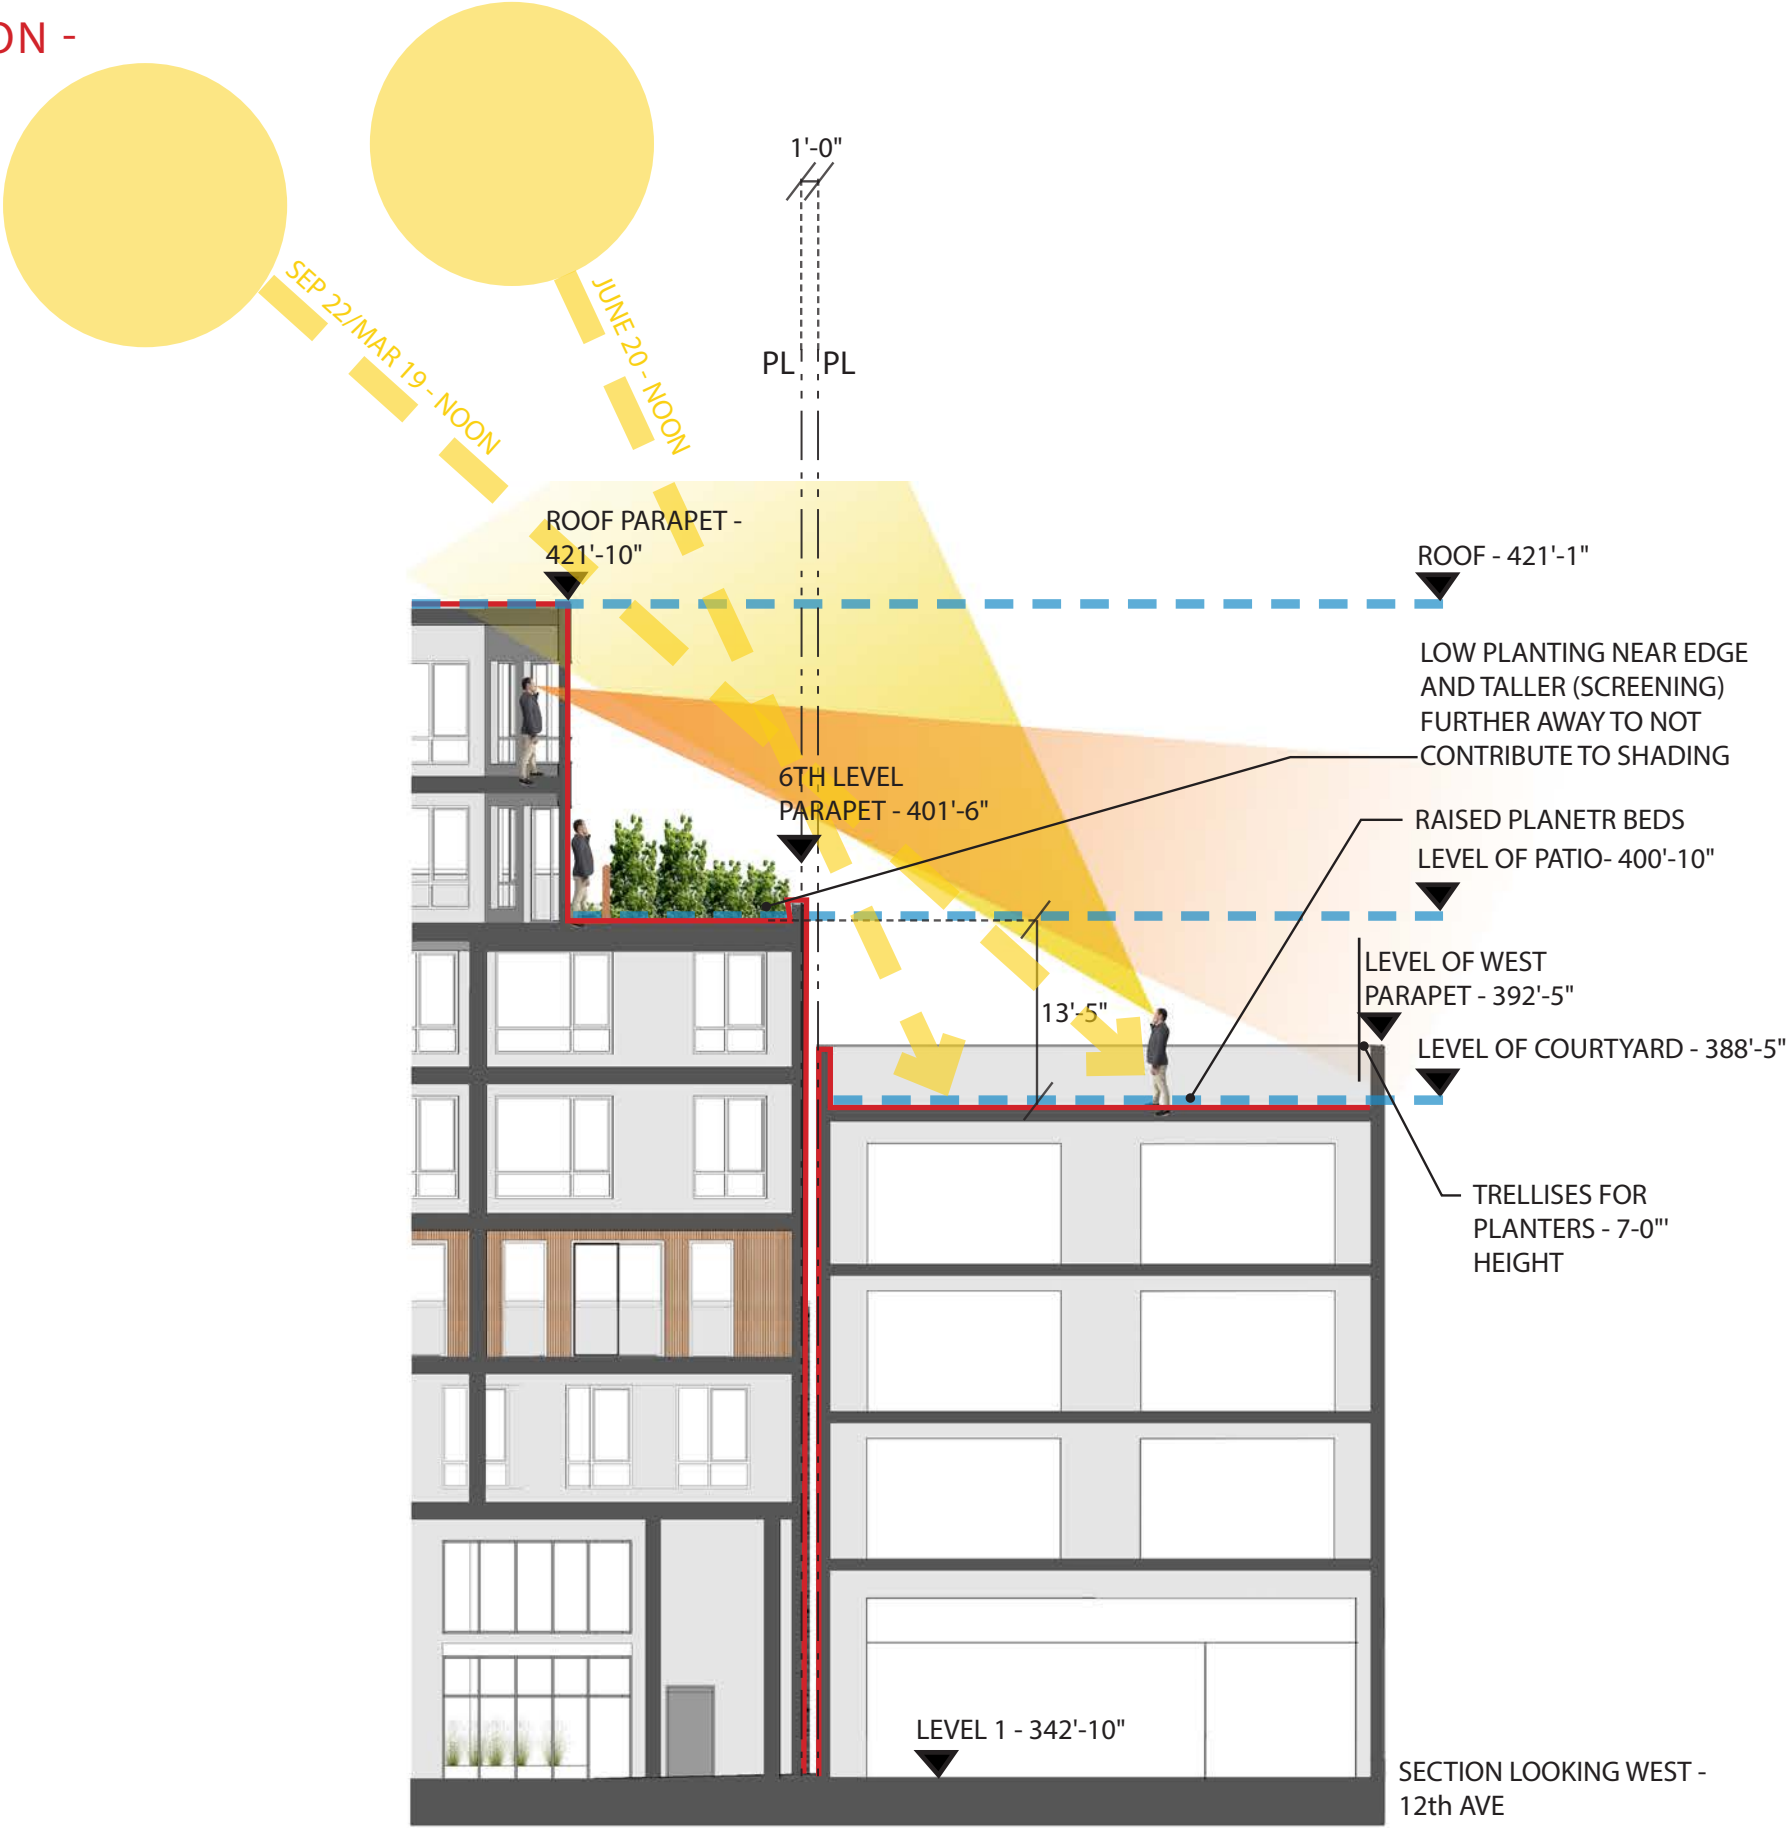 ON -
1'-0"
SEP 22/MAR 19 - NOON
JUNE 20 - NOON
PL PL
ROOF PARAPET -
421'-10"
ROOF - 421'-1"
LOW PLANTING NEAR EDGE
AND TALLER (SCREENING)
FURTHER AWAY TO NOT
CONTRIBUTE TO SHADING
6TH LEVEL
PARAPET - 401'-6"
RAISED PLANETR BEDS
LEVEL OF PATIO- 400'-10"
LEVEL OF WEST
PARAPET - 392'-5"
13'-5"
LEVEL OF COURTYARD - 388'-5"
TRELLISES FOR
PLANTERS - 7-0"'
HEIGHT
LEVEL 1 - 342'-10"
SECTION LOOKING WEST -
12th AVE